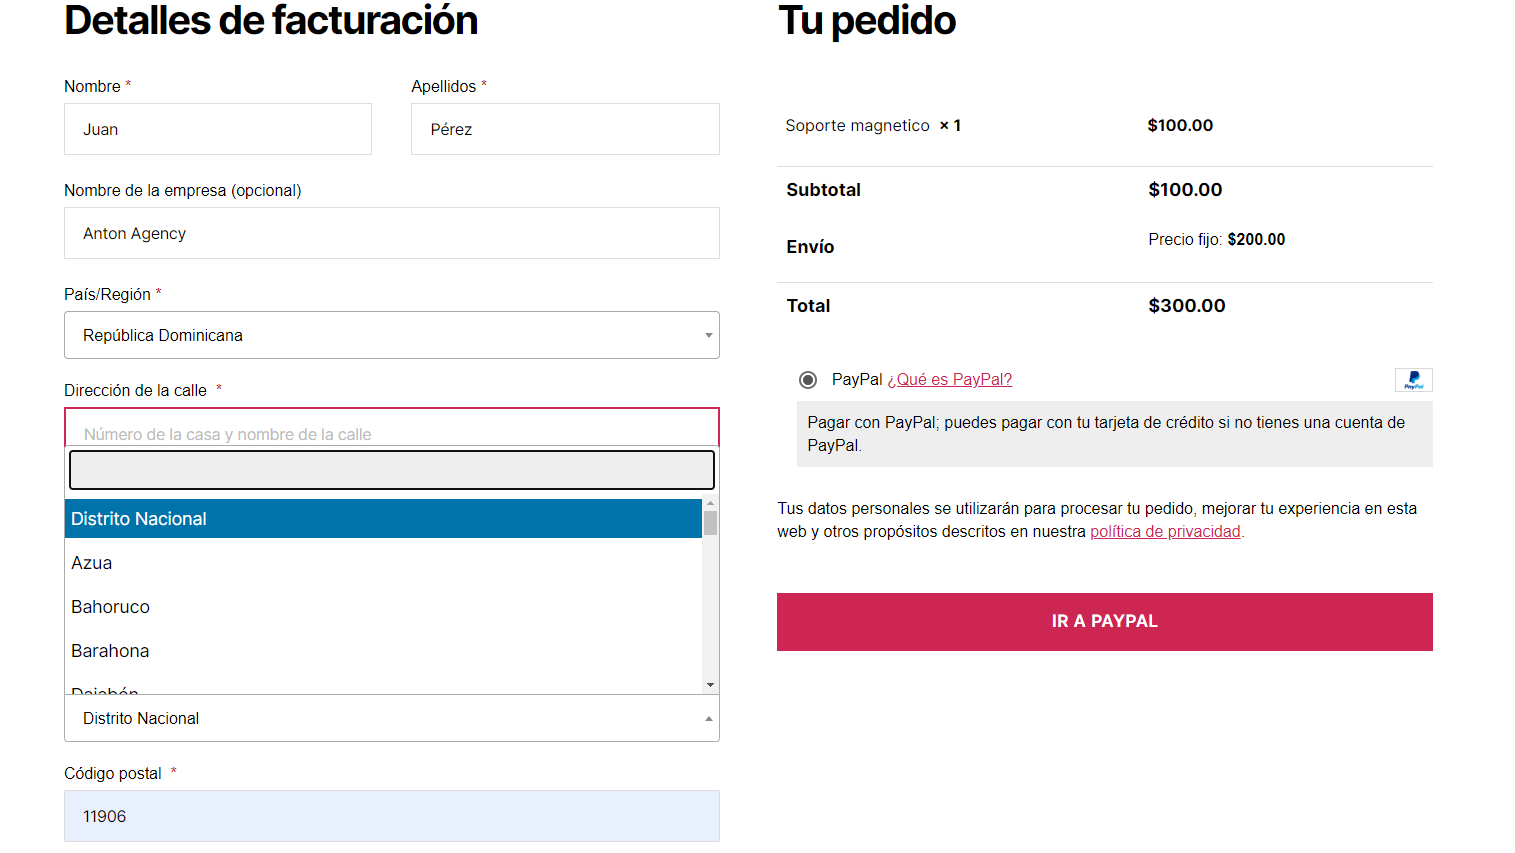 Detalles de facturación
Nombre *
Apellidos *
Juan
Pérez
Nombre de la empresa (opcional)
Anton Agency
País/Región *
República Dominicana
Dirección de la calle *
Número de la casa y nombre de la calle
Distrito Nacional
Azua
Bahoruco
Barahona
Dajabón
Distrito Nacional
Código postal *
11906
Tu pedido
Soporte magnetico × 1 $100.00
Subtotal $100.00
Envío Precio fijo: $200.00
Total $300.00
PayPal ¿Qué es PayPal?
PayPal
Pagar con PayPal; puedes pagar con tu tarjeta de crédito si no tienes una cuenta de
PayPal.
Tus datos personales se utilizarán para procesar tu pedido, mejorar tu experiencia en esta
web y otros propósitos descritos en nuestra política de privacidad.
IR A PAYPAL